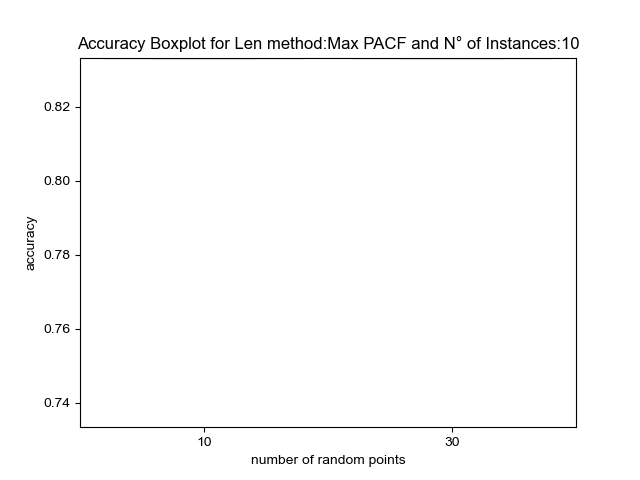 Accuracy Boxplot for Len method:Max PACF and N° of Instances:10
0.82
0.80
0.78
0.76
0.74
accuracy
10 30
number of random points